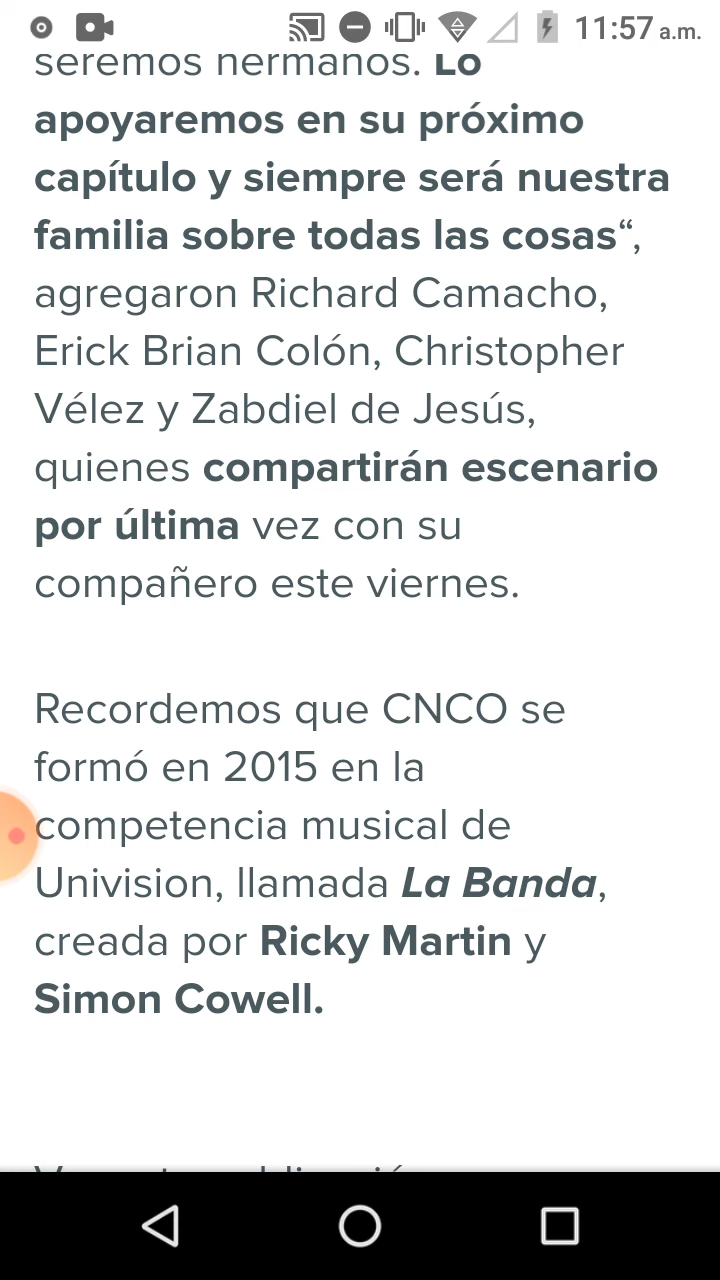 11:57 a.m.
seremos hermanos. Lo
apoyaremos en su próximo
capítulo y siempre será nuestra
familia sobre todas las cosas“,
agregaron Richard Camacho,
Erick Brian Colón, Christopher
Vélez y Zabdiel de Jesús,
quienes compartirán escenario
por última vez con su
compañero este viernes.
Recordemos que CNCO se
formó en 2015 en la
competencia musical de
Univision, llamada La Banda,
creada por Ricky Martin y
Simon Cowell.